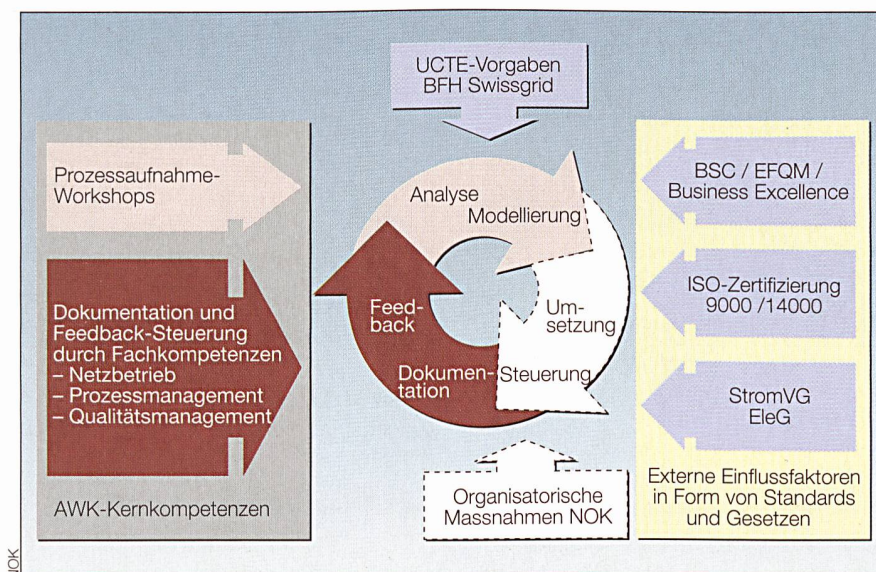 UCTE-Vorgaben
BFH Swissgrid
Prozessaufnahme-
Workshops
Dokumentation und
Feedback-Steuerung
durch Fachkompetenzen
– Netzbetrieb
– Prozessmanagement
– Qualitätsmanagement
AWK-Kernkompetenzen
Analyse
Modellierung
Um-
setzung
Steuerung
Dokumen-
tation
Feed-
back
Organisatorische
Massnahmen NOK
BSC / EFQM /
Business Excellence
ISO-Zertifizierung
9000 /14000
StromVG
EleG
Externe Einflussfaktoren
in Form von Standards
und Gesetzen
NOK